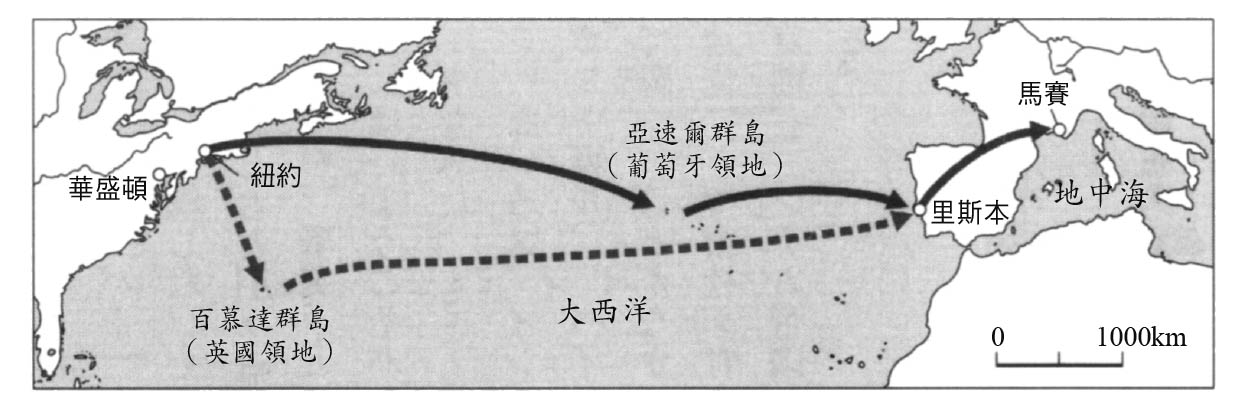 馬賽
亞速爾群島
（葡萄牙領地）
華盛頓
紐約
里斯本
地中海
百慕達群島
（英國領地）
大西洋
0 1000km